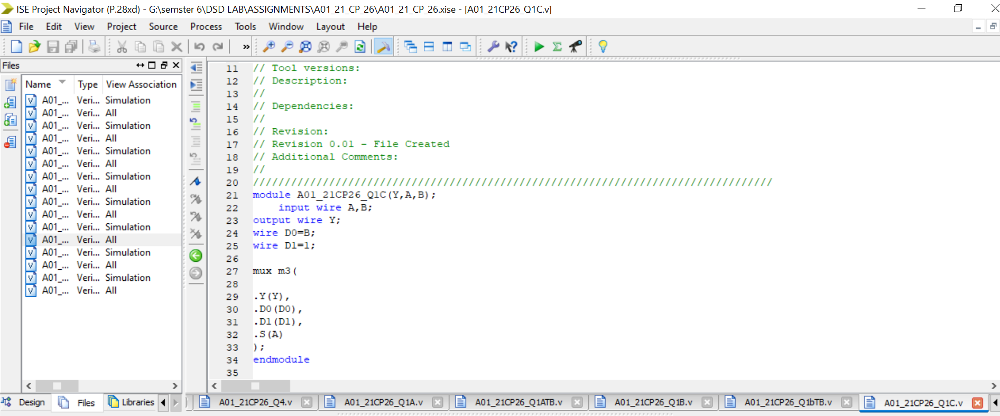 ISE Project Navigator (P.28xd) - G:\semster 6\DSD LAB\ASSIGNMENTS\A01_21_CP_26\A01_21_CP_26.xise - [A01_21CP26_Q1C.v]
File Edit View Project Source Process Tools Window Layout Help
Files
Name Type View Association
A01_... Veri... Simulation
A01_... Veri... All
A01_... Veri... Simulation
A01_... Veri... All
A01_... Veri... Simulation
A01_... Veri... All
A01_... Veri... Simulation
A01_... Veri... All
A01_... Veri... Simulation
A01_... Veri... All
A01_... Veri... Simulation
A01_... Veri... All
A01_... Veri... Simulation
A01_... Veri... All
A01_... Veri... Simulation
A01_... Veri... All
Design Files Libraries
11 // Tool versions:
12 // Description:
13 //
14 // Dependencies:
15 //
16 // Revision:
17 // Revision 0.01 - File Created
18 // Additional Comments:
19 //
20 //////////////////////////////////////////////////////////////////////////////////
21 module A01_21CP26_Q1C(Y,A,B);
22 input wire A,B;
23 output wire Y;
24 wire D0=B;
25 wire D1=1;
26
27 mux m3(
28
29 .Y(Y),
30 .D0(D0),
31 .D1(D1),
32 .S(A)
33 );
34 endmodule
35
A01_21CP26_Q4.v A01_21CP26_Q1A.v A01_21CP26_Q1ATB.v A01_21CP26_Q1B.v A01_21CP26_Q1bTB.v A01_21CP26_Q1C.v